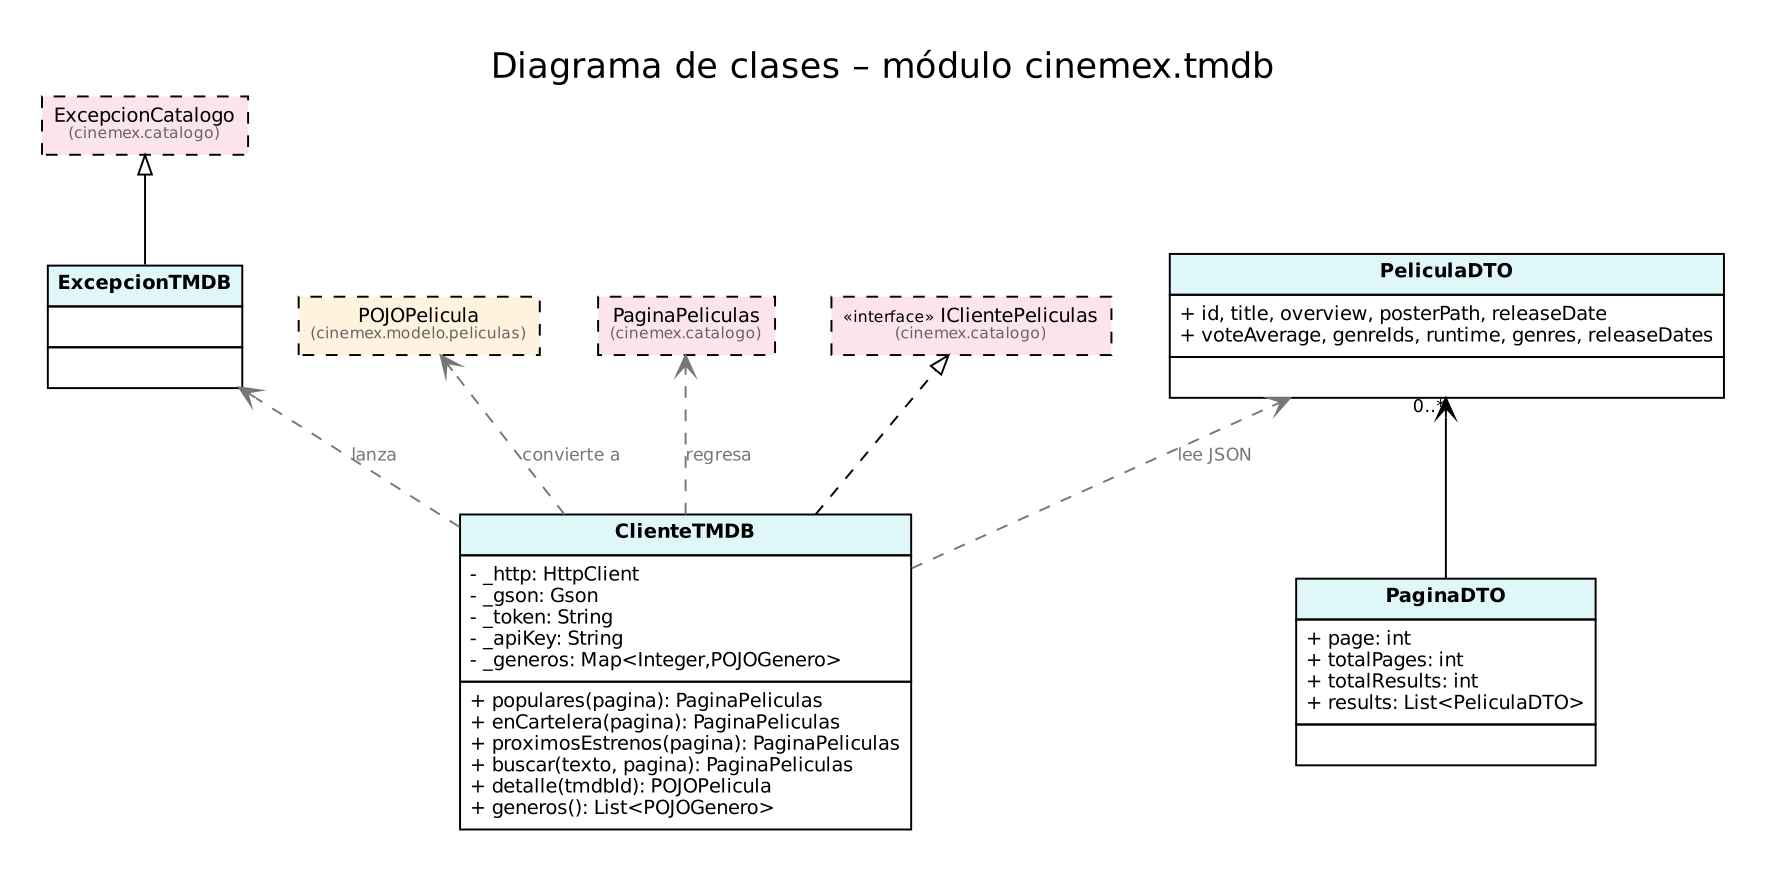 Diagrama de clases – módulo cinemex.tmdb
ExcepcionCatalogo
(cinemex.catalogo)
ExcepcionTMDB
POJOPelicula
(cinemex.modelo.peliculas)
PaginaPeliculas
(cinemex.catalogo)
«interface» IClientePeliculas
(cinemex.catalogo)
PeliculaDTO
+ id, title, overview, posterPath, releaseDate
+ voteAverage, genreIds, runtime, genres, releaseDates
0..*
lanza
convierte a
regresa
lee JSON
ClienteTMDB
- _http: HttpClient
- _gson: Gson
- _token: String
- _apiKey: String
- _generos: Map<Integer,POJOGenero>
+ populares(pagina): PaginaPeliculas
+ enCartelera(pagina): PaginaPeliculas
+ proximosEstrenos(pagina): PaginaPeliculas
+ buscar(texto, pagina): PaginaPeliculas
+ detalle(tmdbId): POJOPelicula
+ generos(): List<POJOGenero>
PaginaDTO
+ page: int
+ totalPages: int
+ totalResults: int
+ results: List<PeliculaDTO>